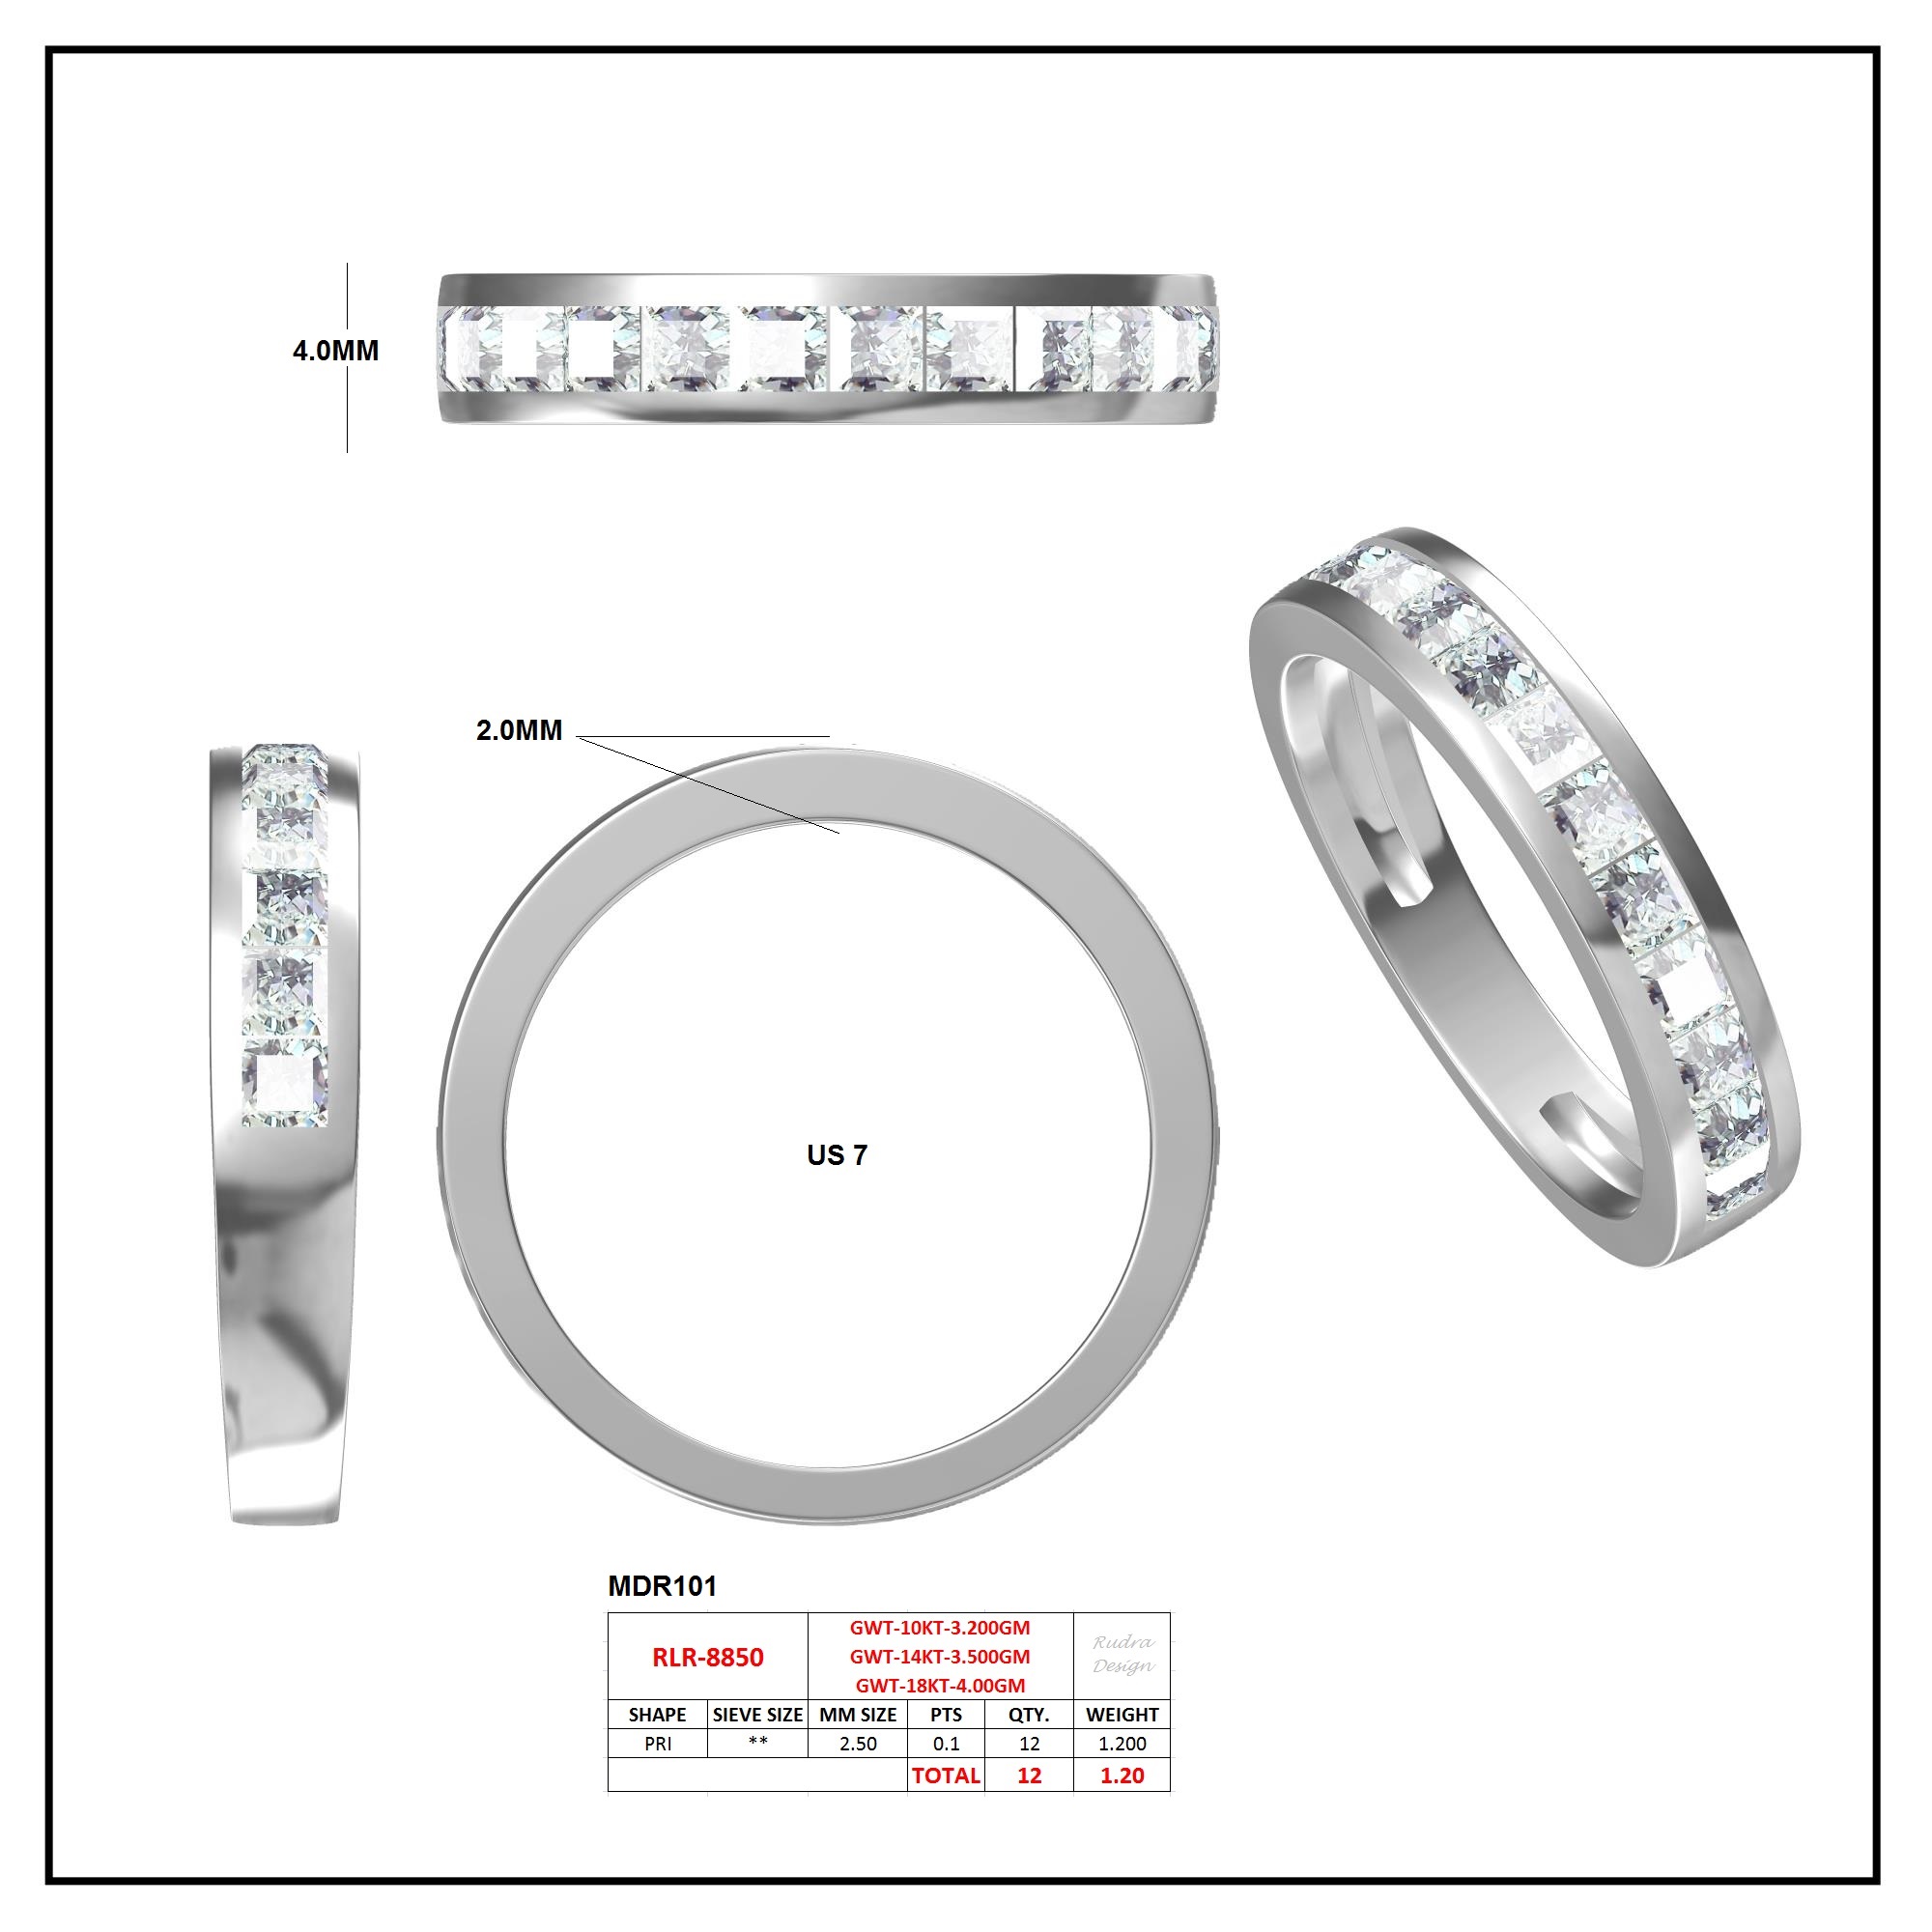 4.0MM
2.0MM
US 7
MDR101
RLR-8850
GWT-10KT-3.200GM
GWT-14KT-3.500GM
GWT-18KT-4.00GM
Rudra
Design
SHAPE SIEVE SIZE MM SIZE PTS QTY. WEIGHT
PRI ** 2.50 0.1 12 1.200
TOTAL 12 1.20